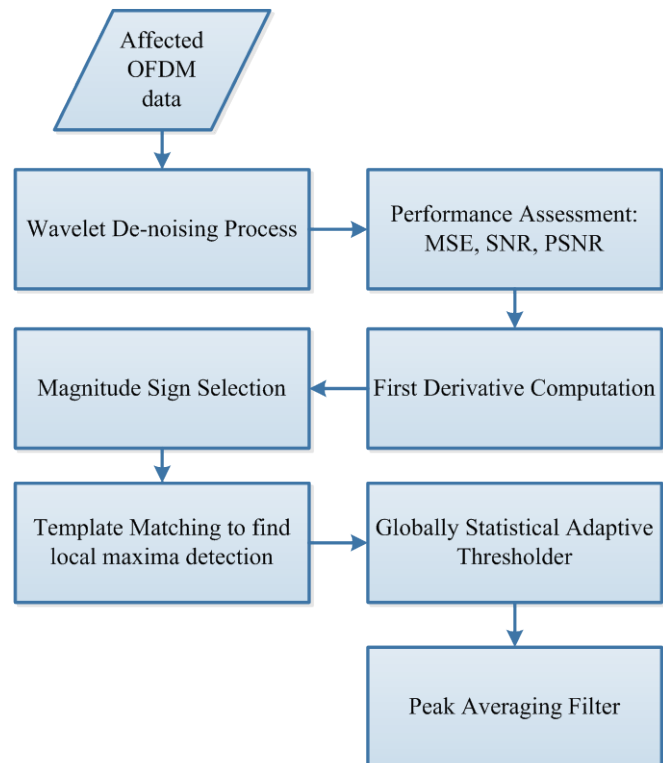 Affected
OFDM
data
Wavelet De-noising Process
Performance Assessment:
MSE, SNR, PSNR
First Derivative Computation
Magnitude Sign Selection
Template Matching to find
local maxima detection
Globally Statistical Adaptive
Thresholder
Peak Averaging Filter